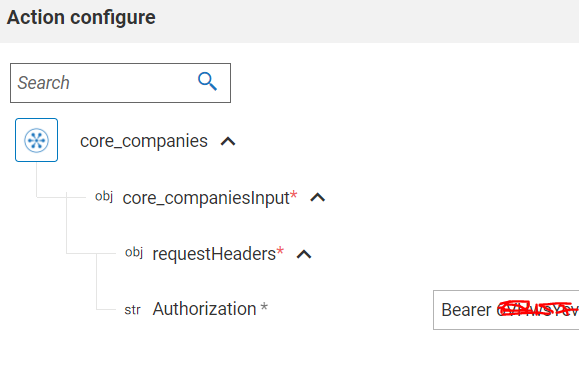 Action configure
Search
core_companies
obj core_companiesInput*
obj requestHeaders*
str Authorization *
Bearer